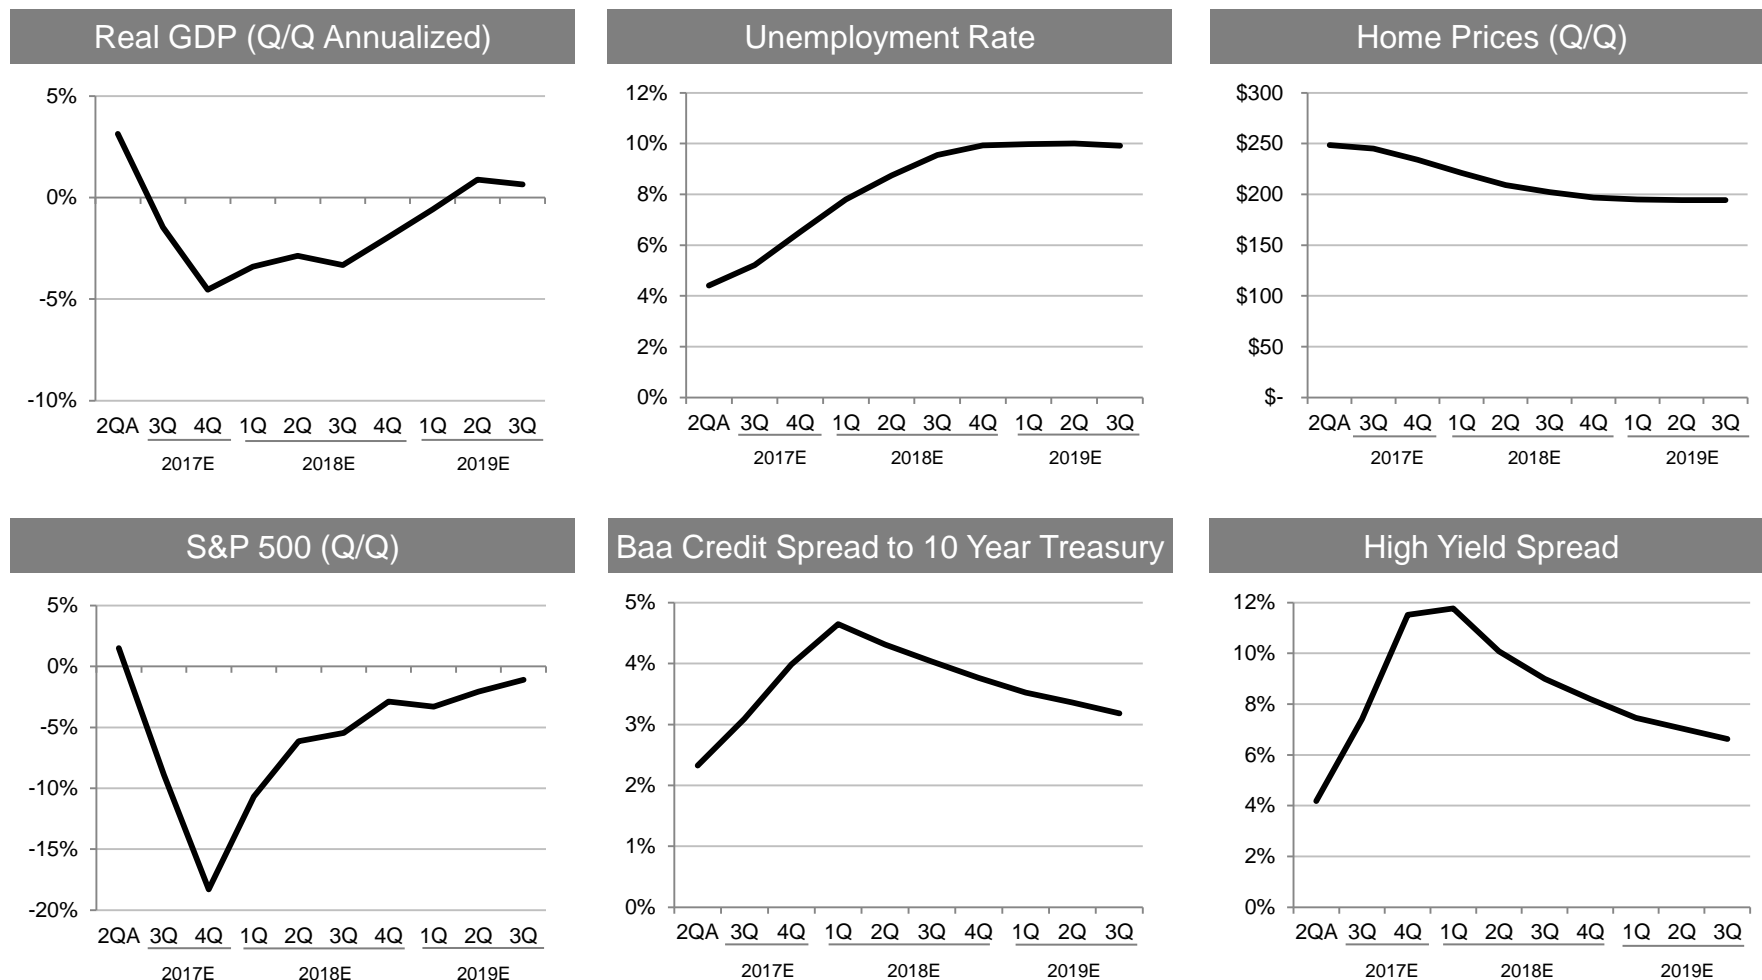 Real GDP (Q/Q Annualized)
5%
0%
-5%
-10%
2QA 3Q 4Q 1Q 2Q 3Q 4Q 1Q 2Q 3Q
2017E 2018E 2019E
Unemployment Rate
12%
10%
8%
6%
4%
2%
0%
2QA 3Q 4Q 1Q 2Q 3Q 4Q 1Q 2Q 3Q
2017E 2018E 2019E
Home Prices (Q/Q)
$300
$250
$200
$150
$100
$50
$-
2QA 3Q 4Q 1Q 2Q 3Q 4Q 1Q 2Q 3Q
2017E 2018E 2019E
S&P 500 (Q/Q)
5%
0%
-5%
-10%
-15%
-20%
2QA 3Q 4Q 1Q 2Q 3Q 4Q 1Q 2Q 3Q
2017E 2018E 2019E
Baa Credit Spread to 10 Year Treasury
5%
4%
3%
2%
1%
0%
2QA 3Q 4Q 1Q 2Q 3Q 4Q 1Q 2Q 3Q
2017E 2018E 2019E
High Yield Spread
12%
10%
8%
6%
4%
2%
0%
2QA 3Q 4Q 1Q 2Q 3Q 4Q 1Q 2Q 3Q
2017E 2018E 2019E